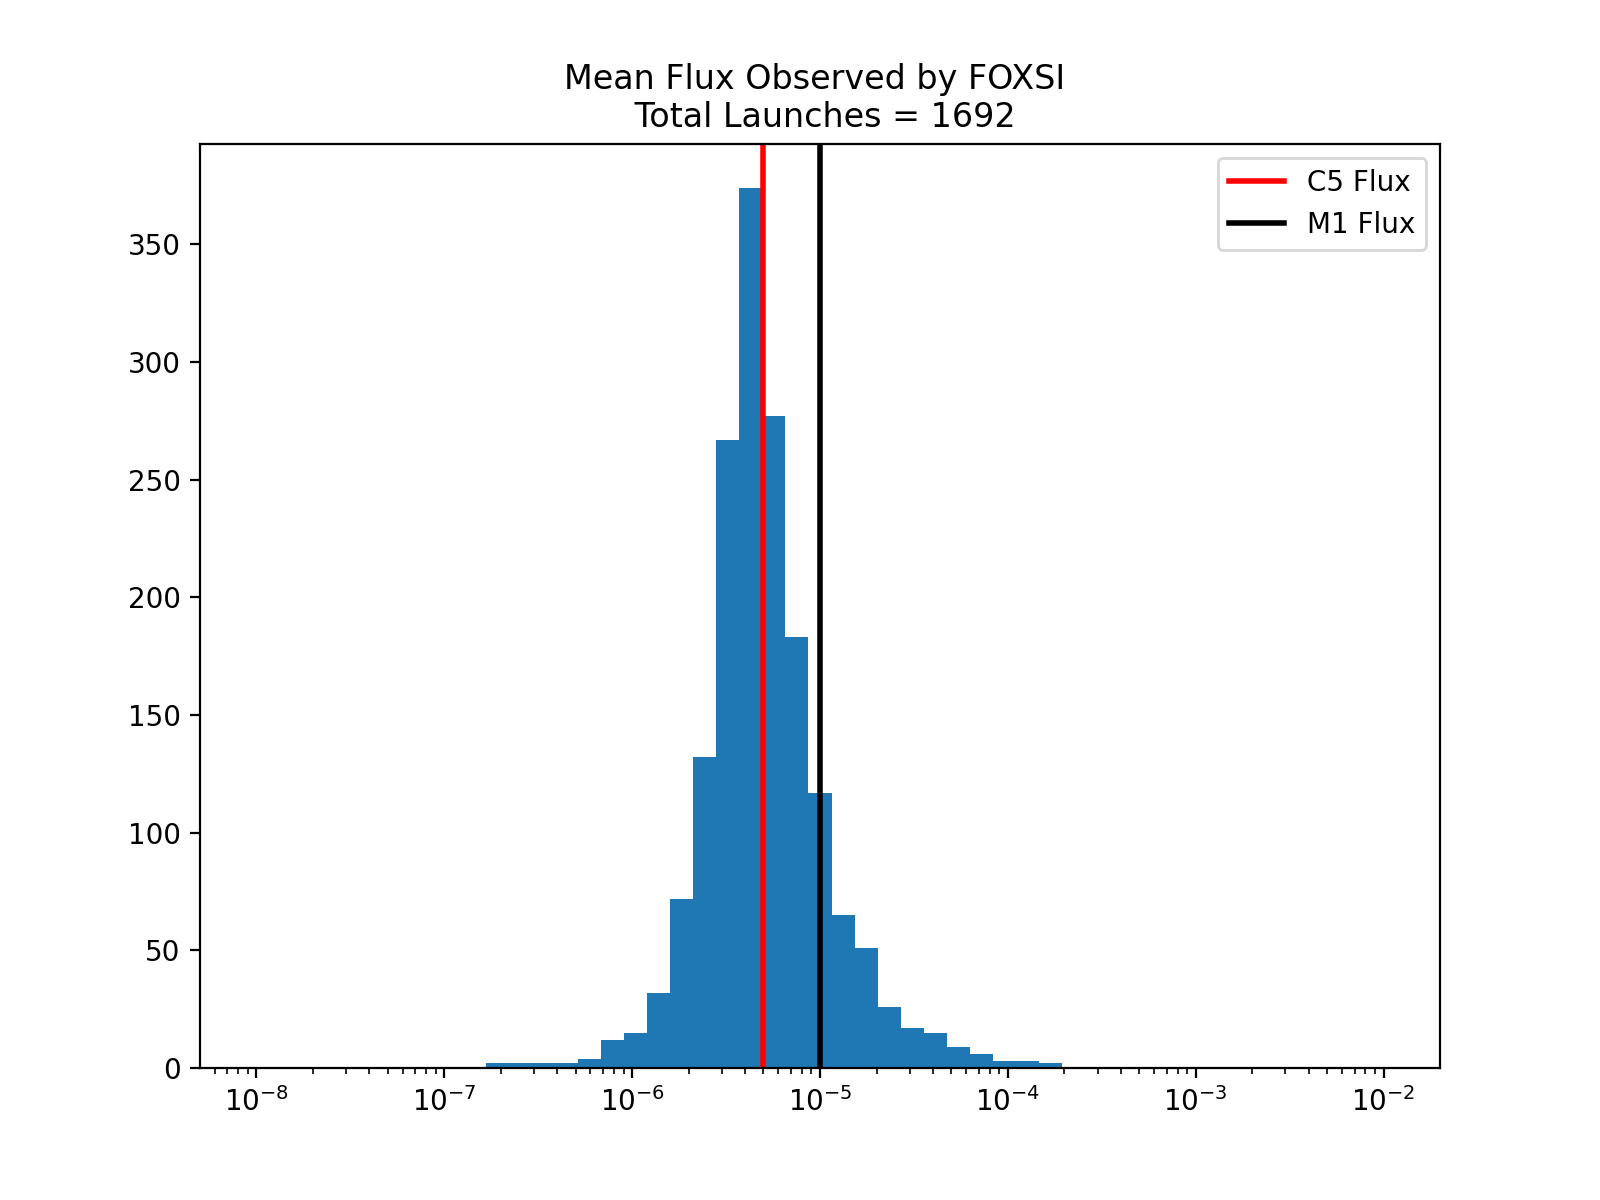 Mean Flux Observed by FOXSI
Total Launches = 1692
C5 Flux
M1 Flux
350
300
250
200
150
100
50
0
10⁻⁸ 10⁻⁷ 10⁻⁶ 10⁻⁵ 10⁻⁴ 10⁻³ 10⁻²